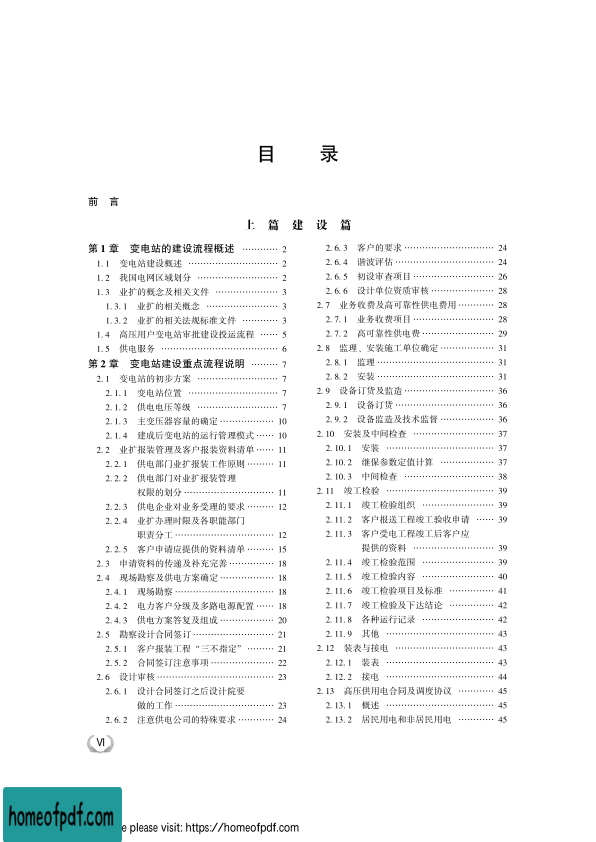 目 录
前 言
上 篇 建 设 篇
第 1 章 变电站的建设流程概述 ………… 2
1. 1 变电站建设概述 ………………………… 2
1. 2 我国电网区域划分 ……………………… 2
1. 3 业扩的概念及相关文件 ………………… 3
1. 3. 1 业扩的相关概念 ……………………… 3
1. 3. 2 业扩的相关法规标准文件 ………… 3
1. 4 高压用户变电站审批建设投运流程 …… 5
1. 5 供电服务 ………………………………… 6
第 2 章 变电站建设重点流程说明 ……… 7
2. 1 变电站的初步方案 ……………………… 7
2. 1. 1 变电站位置 ………………………… 7
2. 1. 2 供电电压等级 ……………………… 7
2. 1. 3 主变压器容量的确定 ……………… 10
2. 1. 4 建成后变电站的运行管理模式 …… 10
2. 2 业扩报装管理及客户报装资料清单 …… 11
2. 2. 1 供电部门业扩报装工作原则 ……… 11
2. 2. 2 供电部门对业扩报装管理
权限的划分 ………………………… 11
2. 2. 3 供电企业对业务受理的要求 ……… 12
2. 2. 4 业扩办理时限及各职能部门
职责分工 …………………………… 12
2. 2. 5 客户申请应提供的资料清单 ……… 15
2. 3 申请资料的传递及补充完善 …………… 18
2. 4 现场勘察及供电方案确定 ……………… 18
2. 4. 1 现场勘察 …………………………… 18
2. 4. 2 电力客户分级及多路电源配置 …… 18
2. 4. 3 供电方案答复及组成 ……………… 20
2. 5 勘察设计合同签订 ……………………… 21
2. 5. 1 客户报装工程 “三不指定” ……… 21
2. 5. 2 合同签订注意事项 ………………… 22
2. 6 设计审核 ………………………………… 23
2. 6. 1 设计合同签订之后设计院要
做的工作 …………………………… 23
2. 6. 2 注意供电公司的特殊要求 ………… 24
2. 6. 3 客户的要求 ………………………… 24
2. 6. 4 谐波评估 …………………………… 24
2. 6. 5 初设审查项目 ……………………… 26
2. 6. 6 设计单位资质审核 ………………… 28
2. 7 业务收费及高可靠性供电费用 ………… 28
2. 7. 1 业务收费项目 ……………………… 28
2. 7. 2 高可靠性供电费 …………………… 29
2. 8 监理、安装施工单位确定 ……………… 31
2. 8. 1 监理 ………………………………… 31
2. 8. 2 安装 ………………………………… 31
2. 9 设备订货及监造 ………………………… 36
2. 9. 1 设备订货 …………………………… 36
2. 9. 2 设备监造及技术监督 ……………… 36
2. 10 安装及中间检查 ……………………… 37
2. 10. 1 安装 ……………………………… 37
2. 10. 2 继保参数定值计算 ……………… 37
2. 10. 3 中间检查 ………………………… 38
2. 11 竣工检验 ……………………………… 39
2. 11. 1 竣工检验组织 …………………… 39
2. 11. 2 客户报送工程竣工验收申请 …… 39
2. 11. 3 客户受电工程竣工后客户应
提供的资料 ……………………… 39
2. 11. 4 竣工检验范围 …………………… 39
2. 11. 5 竣工检验内容 …………………… 40
2. 11. 6 竣工检验项目及标准 …………… 41
2. 11. 7 竣工检验及下达结论 …………… 42
2. 11. 8 各种运行记录 …………………… 42
2. 11. 9 其他 ……………………………… 43
2. 12 装表与接电 …………………………… 43
2. 12. 1 装表 ……………………………… 43
2. 12. 2 接电 ……………………………… 44
2. 13 高压供用电合同及调度协议 ………… 45
2. 13. 1 概述 ……………………………… 45
2. 13. 2 居民用电和非居民用电 ………… 45
Ⅵ
homeofpdf.com
e please visit: https://homeofpdf.com